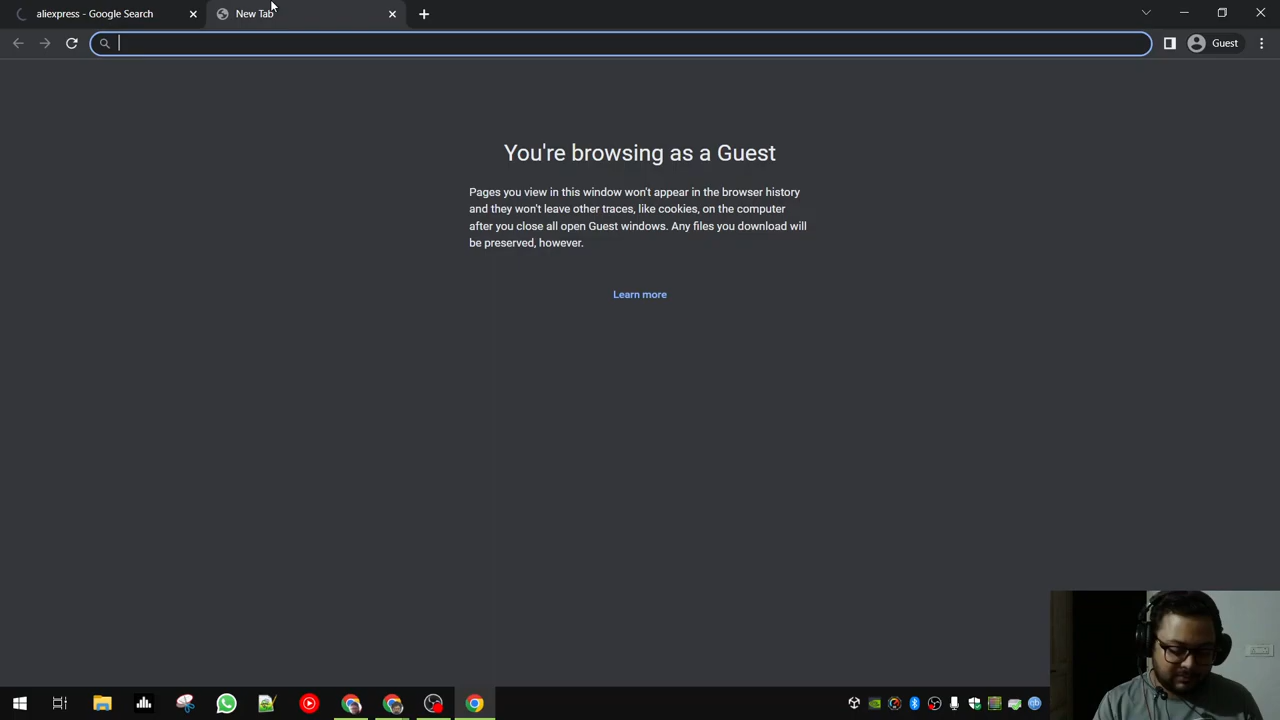 aliexpress - Google Search
New Tab
Guest
You're browsing as a Guest
Pages you view in this window won't appear in the browser history
and they won't leave other traces, like cookies, on the computer
after you close all open Guest windows. Any files you download will
be preserved, however.
Learn more